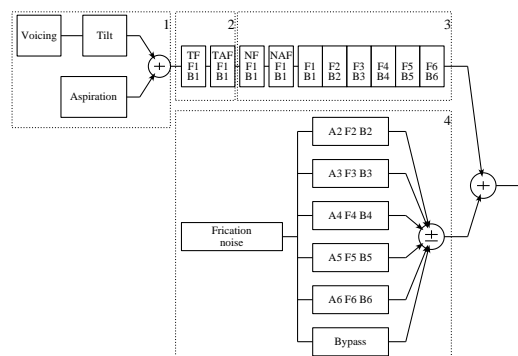 1
2
3
Voicing
Tilt
Aspiration
+
TF
F1
B1
TAF
F1
B1
NF
F1
B1
NAF
F1
B1
F1
B1
F2
B2
F3
B3
F4
B4
F5
B5
F6
B6
4
A2 F2 B2
A3 F3 B3
A4 F4 B4
A5 F5 B5
A6 F6 B6
Bypass
Frication
noise
±
+